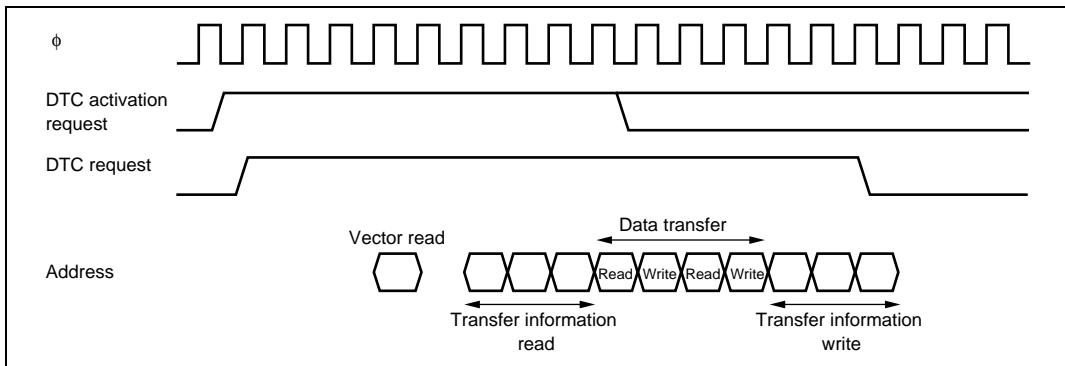 ϕ
DTC activation
request
DTC request
Data transfer
Vector read
Address
Read Write Read Write
Transfer information
read
Transfer information
write